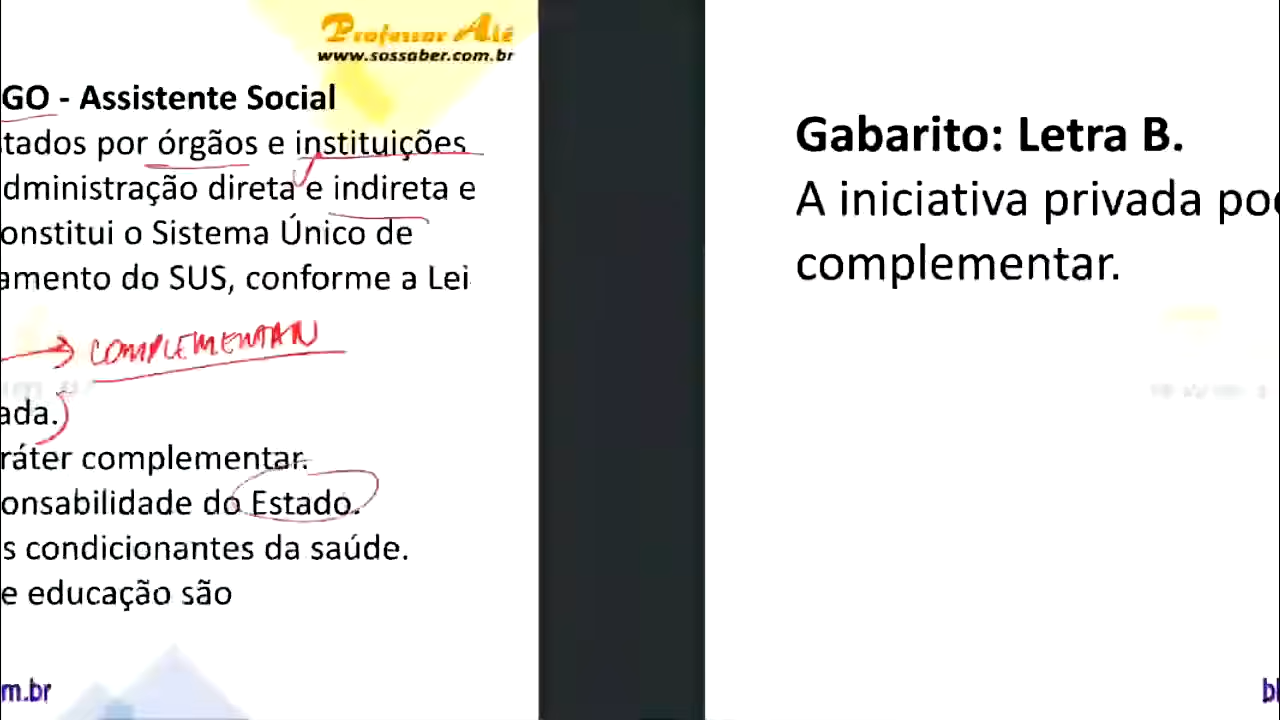 Professor Alê
www.sossaber.com.br
GO - Assistente Social
tados por órgãos e instituições
dministração direta e indireta e
onstitui o Sistema Único de
amento do SUS, conforme a Lei
COMPLEMENTAR
ada.
ráter complementar.
onsabilidade do Estado.
s condicionantes da saúde.
e educação são
m.br
Gabarito: Letra B.
A iniciativa privada po
complementar.
bl